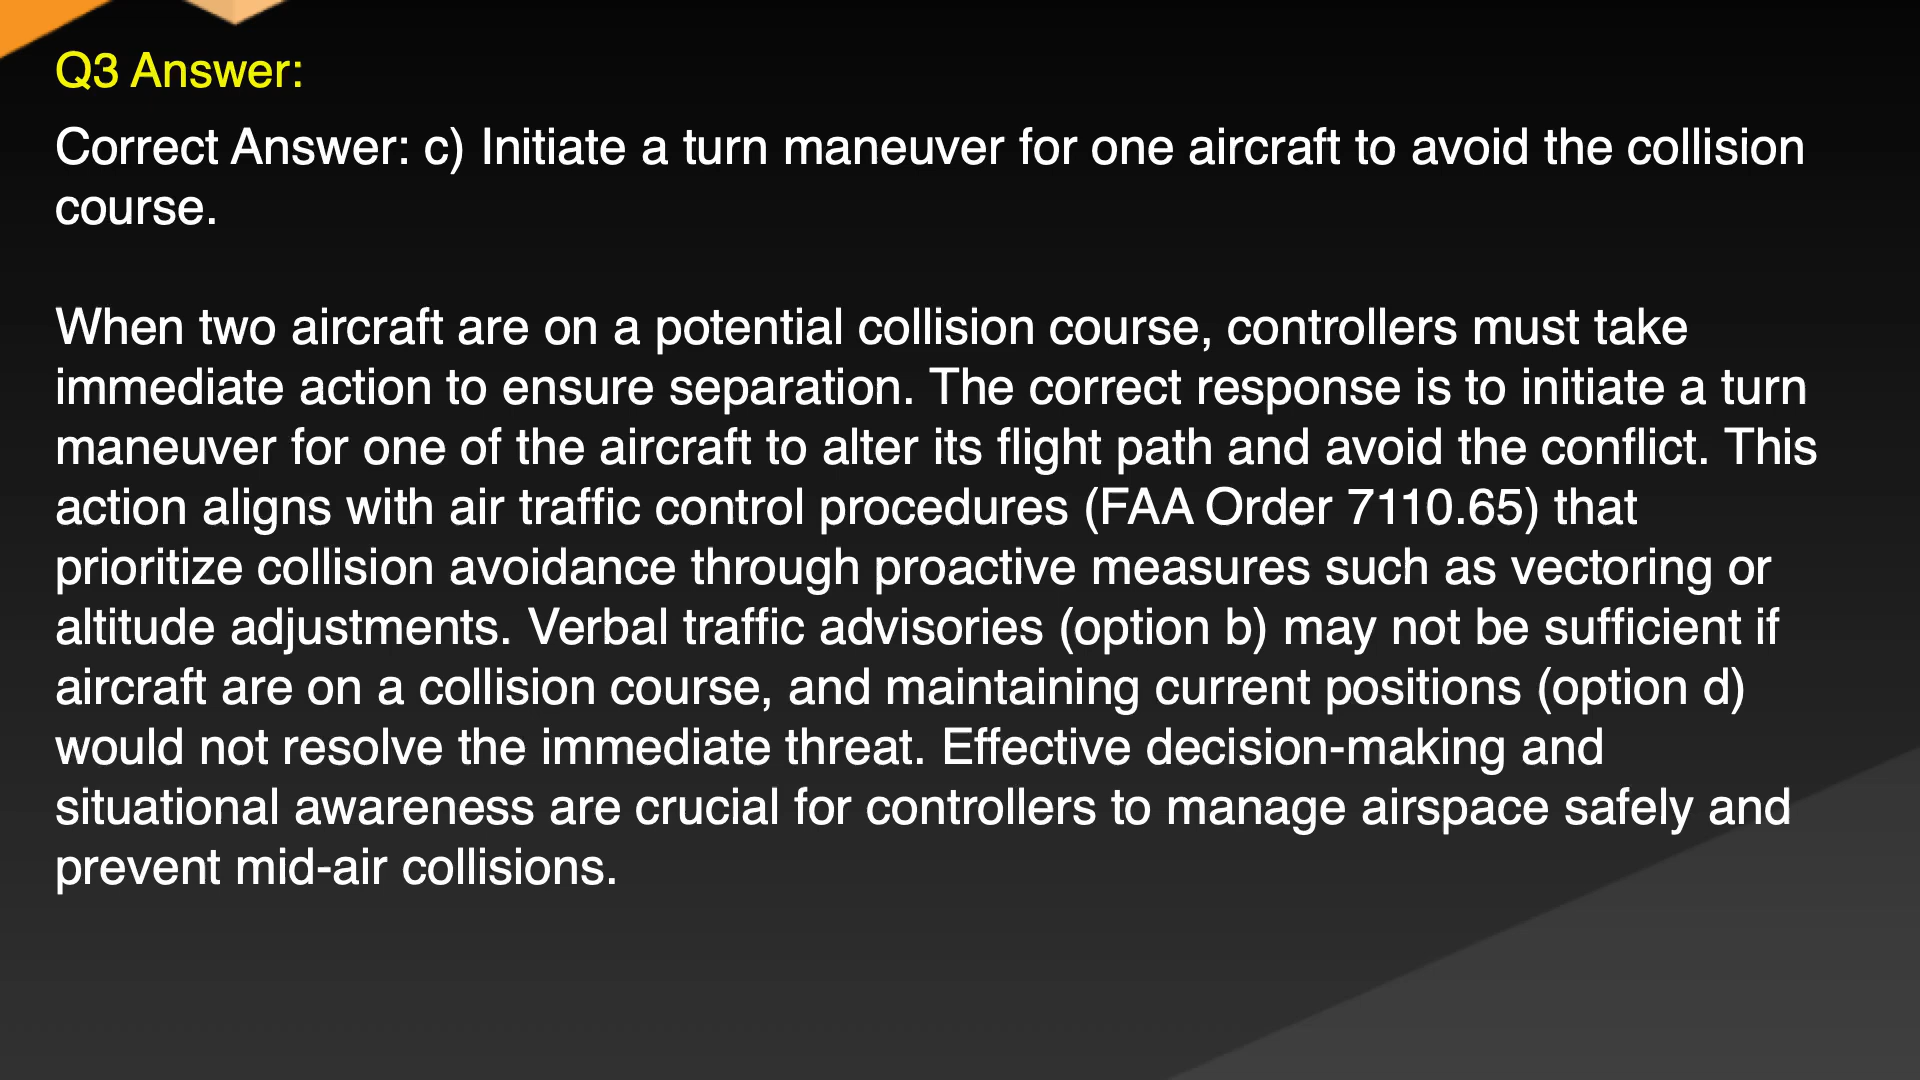 Q3 Answer:
Correct Answer: c) Initiate a turn maneuver for one aircraft to avoid the collision
course.
When two aircraft are on a potential collision course, controllers must take
immediate action to ensure separation. The correct response is to initiate a turn
maneuver for one of the aircraft to alter its flight path and avoid the conflict. This
action aligns with air traffic control procedures (FAA Order 7110.65) that
prioritize collision avoidance through proactive measures such as vectoring or
altitude adjustments. Verbal traffic advisories (option b) may not be sufficient if
aircraft are on a collision course, and maintaining current positions (option d)
would not resolve the immediate threat. Effective decision-making and
situational awareness are crucial for controllers to manage airspace safely and
prevent mid-air collisions.